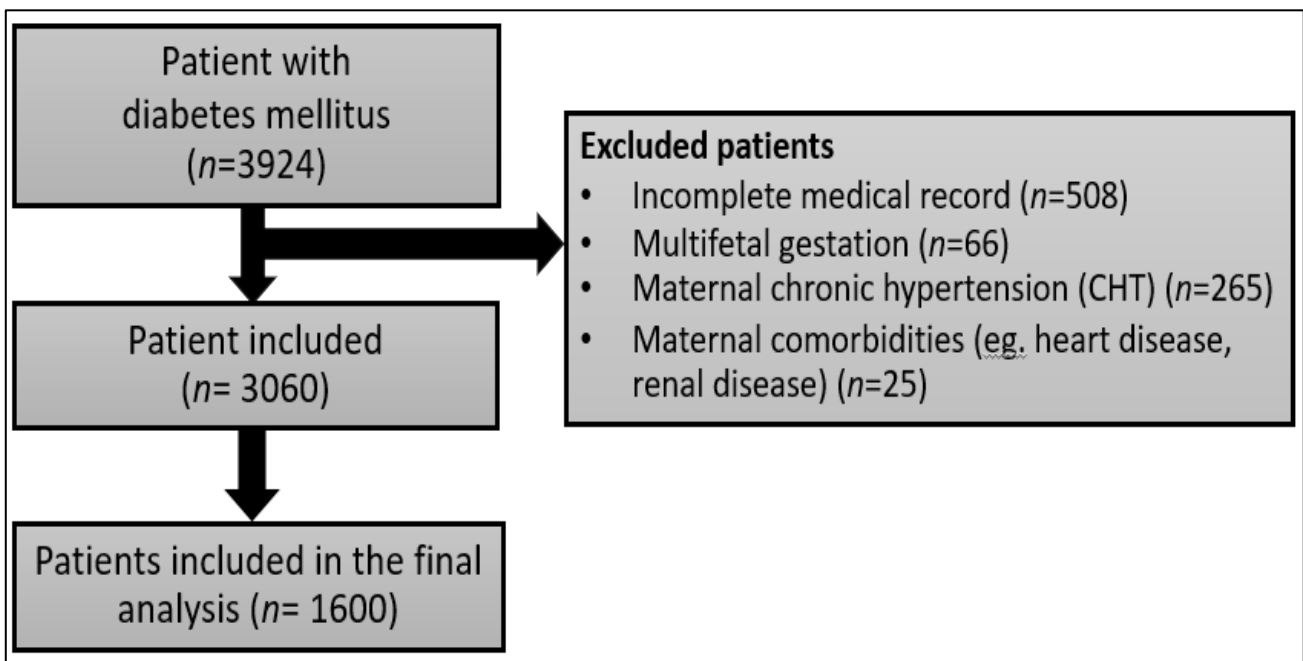 Patient with
diabetes mellitus
(n=3924)
Excluded patients
• Incomplete medical record (n=508)
• Multifetal gestation (n=66)
• Maternal chronic hypertension (CHT) (n=265)
• Maternal comorbidities (eg. heart disease,
renal disease) (n=25)
Patient included
(n= 3060)
Patients included in the final
analysis (n= 1600)